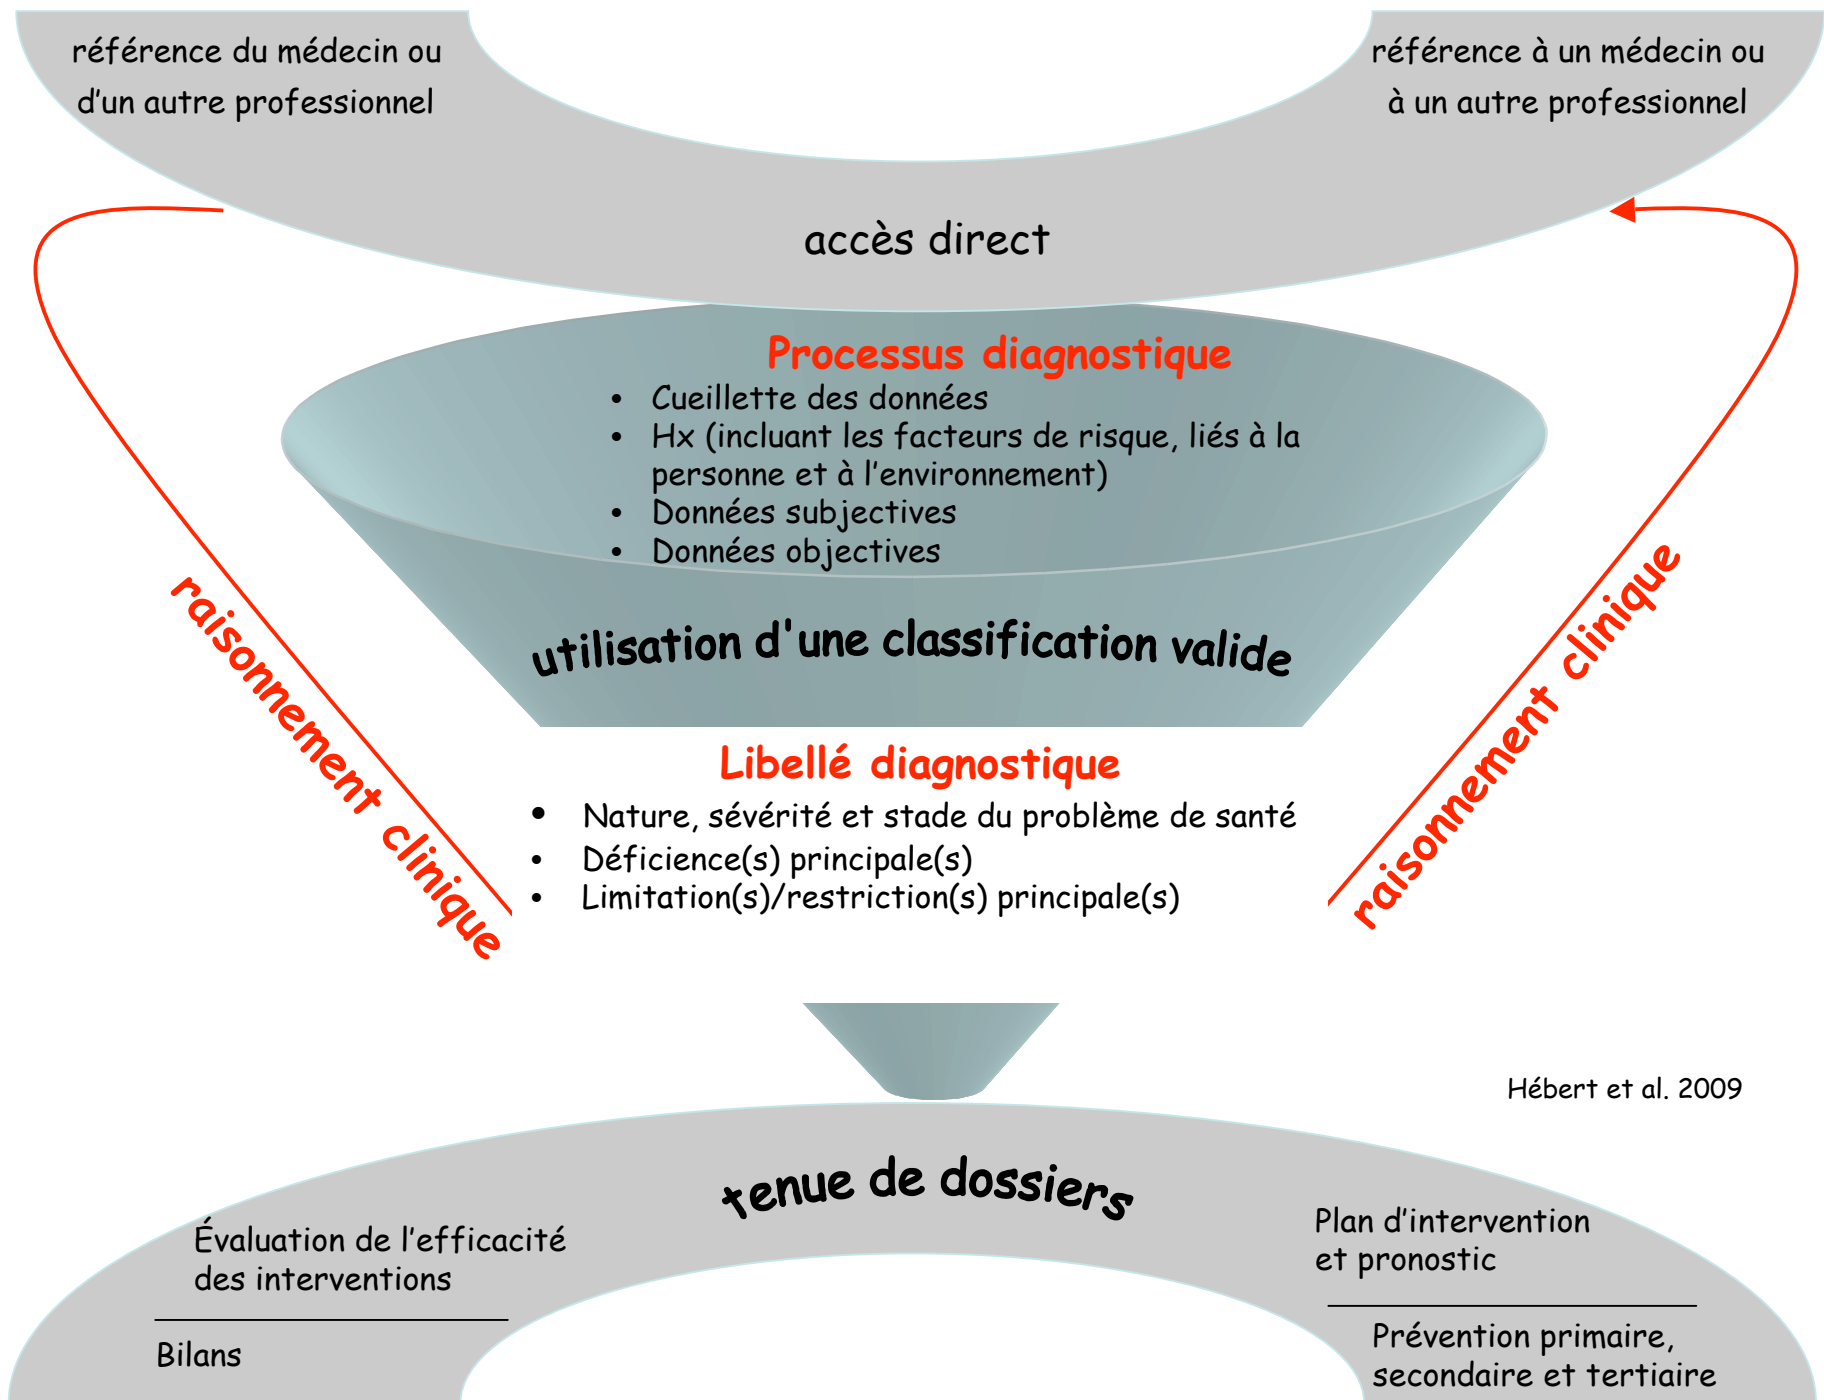 référence du médecin ou
d’un autre professionnel
référence à un médecin ou
à un autre professionnel
accès direct
Processus diagnostique
• Cueillette des données
• Hx (incluant les facteurs de risque, liés à la
personne et à l’environnement)
• Données subjectives
• Données objectives
utilisation d'une classification valide
raisonnement clinique
raisonnement clinique
Libellé diagnostique
• Nature, sévérité et stade du problème de santé
• Déficience(s) principale(s)
• Limitation(s)/restriction(s) principale(s)
Hébert et al. 2009
tenue de dossiers
Évaluation de l’efficacité
des interventions
Bilans
Plan d’intervention
et pronostic
Prévention primaire,
secondaire et tertiaire